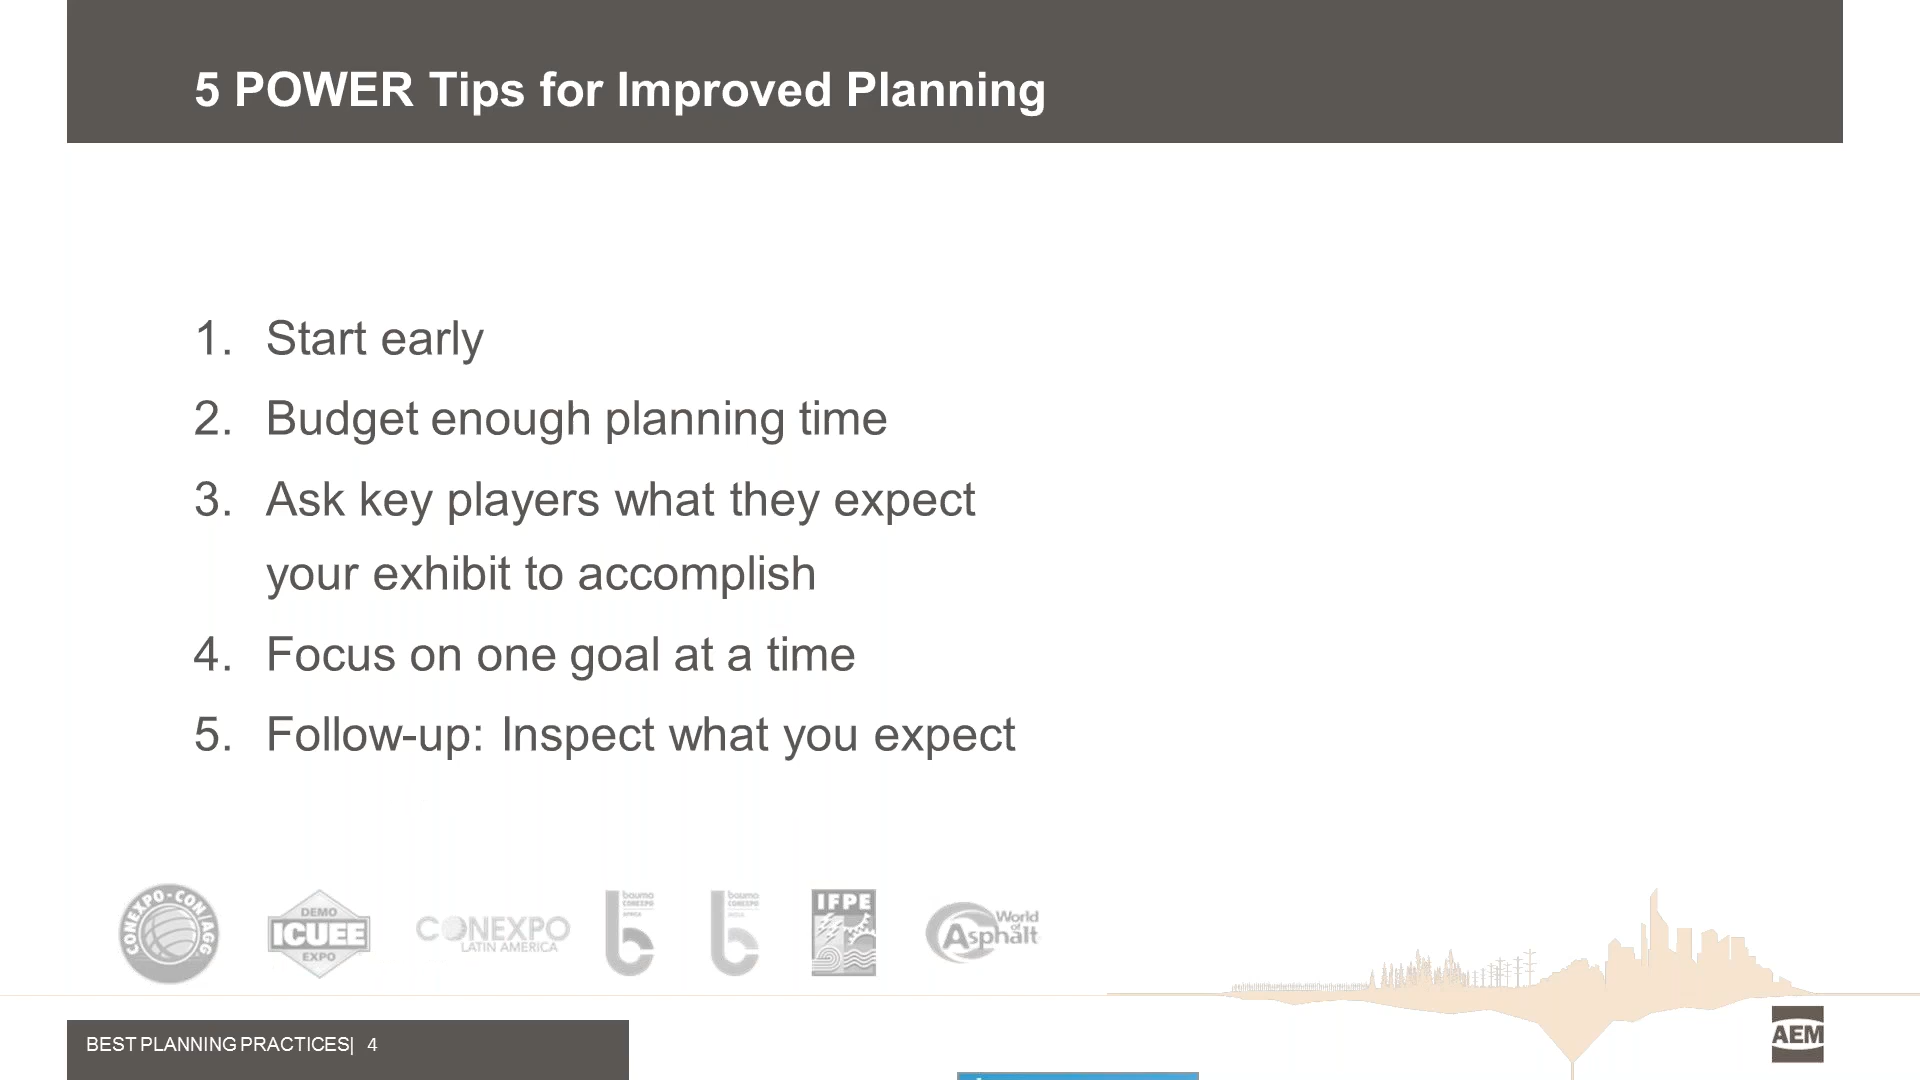 5 POWER Tips for Improved Planning
1. Start early
2. Budget enough planning time
3. Ask key players what they expect
your exhibit to accomplish
4. Focus on one goal at a time
5. Follow-up: Inspect what you expect
CONEXPO-CON/AGG
DEMO
ICUEE
EXPO
CONEXPO
LATIN AMERICA
bauma
CONEXPO
AFRICA
bauma
CONEXPO
INDIA
IFPE
World
of
Asphalt
BEST PLANNING PRACTICES| 4
AEM